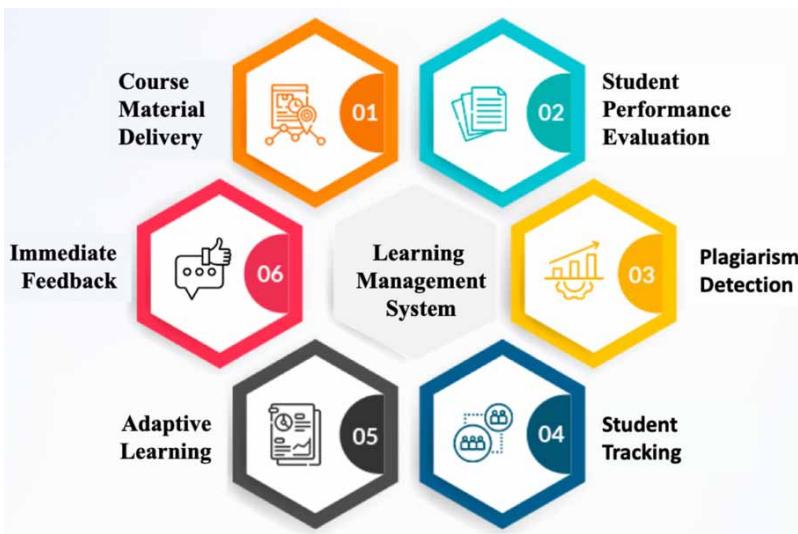 Course
Material
Delivery
01
02
Student
Performance
Evaluation
Immediate
Feedback
06
Learning
Management
System
03
Plagiarism
Detection
Adaptive
Learning
05
04
Student
Tracking